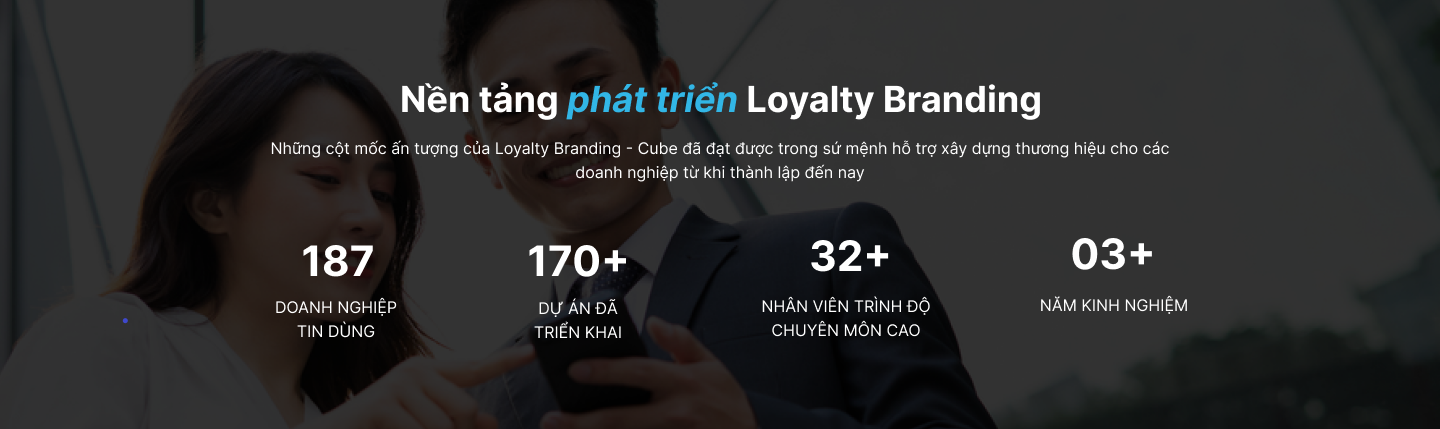 Nền tảng phát triển Loyalty Branding
Những cột mốc ấn tượng của Loyalty Branding - Cube đã đạt được trong sứ mệnh hỗ trợ xây dựng thương hiệu cho các
doanh nghiệp từ khi thành lập đến nay
187
DOANH NGHIỆP
TIN DÙNG
170+
DỰ ÁN ĐÃ
TRIỂN KHAI
32+
NHÂN VIÊN TRÌNH ĐỘ
CHUYÊN MÔN CAO
03+
NĂM KINH NGHIỆM